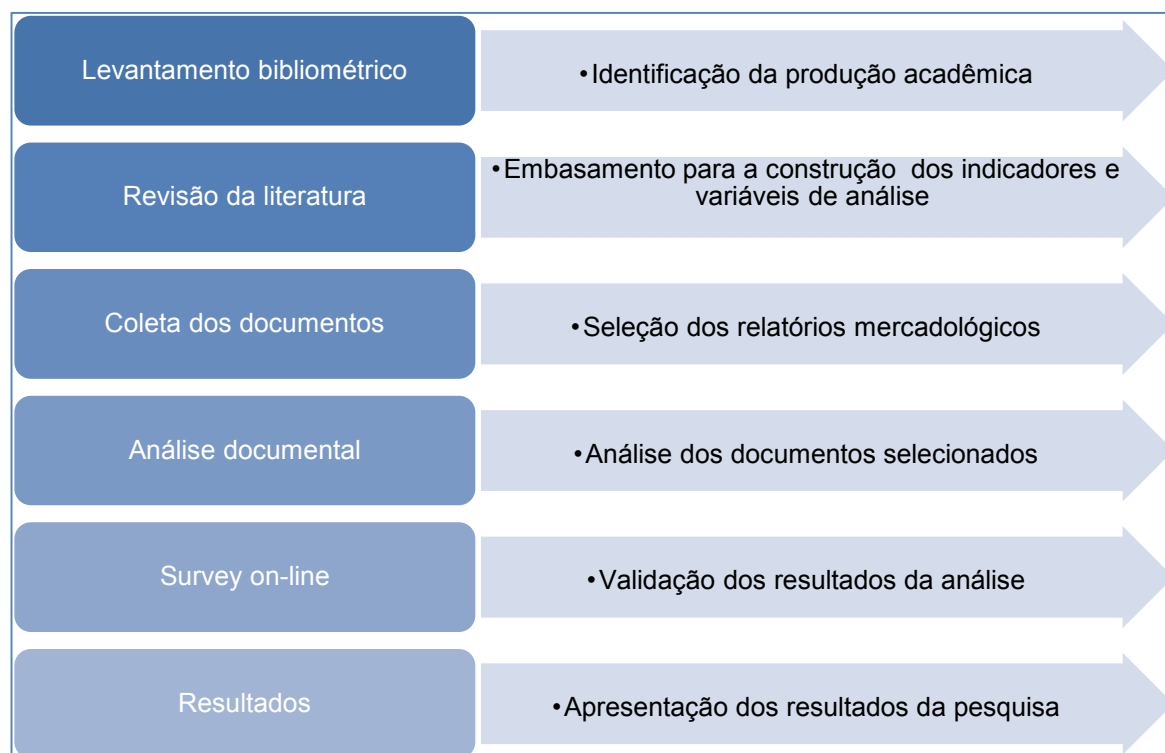 Levantamento bibliométrico
•Identificação da produção acadêmica
Revisão da literatura
•Embasamento para a construção dos indicadores e
variáveis de análise
Coleta dos documentos
•Seleção dos relatórios mercadológicos
Análise documental
•Análise dos documentos selecionados
Survey on-line
•Validação dos resultados da análise
Resultados
•Apresentação dos resultados da pesquisa